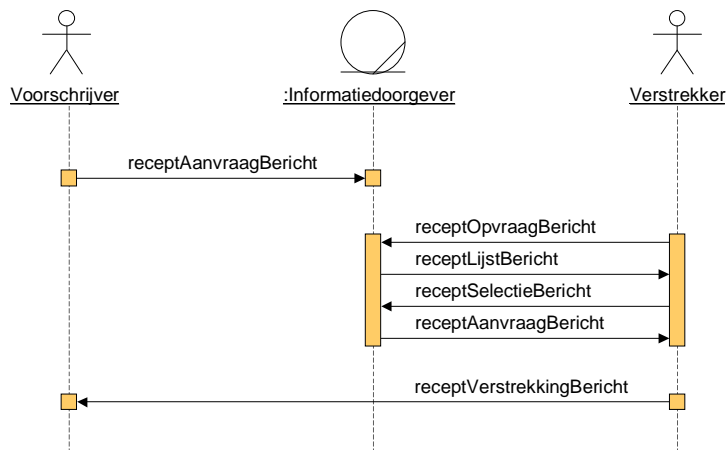 Voorschrijver
:Informatiedoorgever
Verstrekker
receptAanvraagBericht
receptOpvraagBericht
receptLijstBericht
receptSelectieBericht
receptAanvraagBericht
receptVerstrekkingBericht